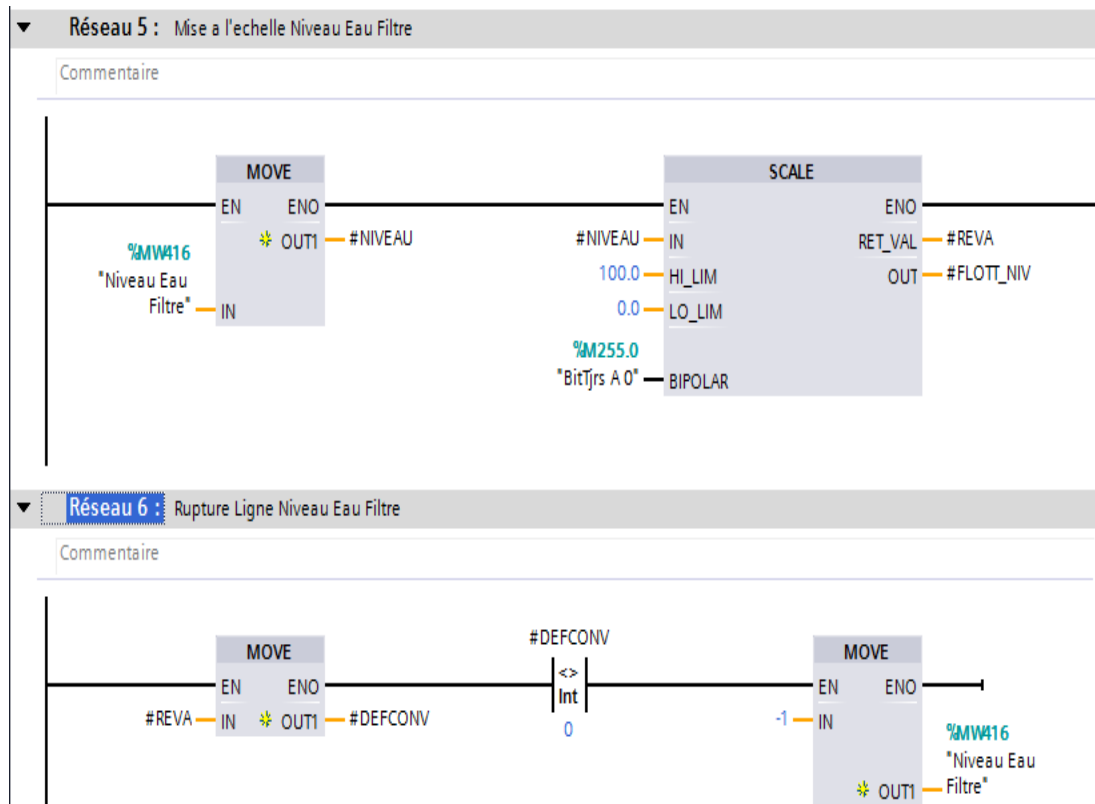 Réseau 5 : Mise a l'echelle Niveau Eau Filtre
Commentaire
MOVE
EN ENO
%MW416
"Niveau Eau
Filtre"
IN
OUT1
#NIVEAU
SCALE
EN ENO
#NIVEAU IN
RET_VAL #REVA
100.0 HI_LIM
OUT #FLOTT_NIV
0.0 LO_LIM
%M255.0
"BitTjrs A 0" BIPOLAR
Réseau 6 : Rupture Ligne Niveau Eau Filtre
Commentaire
MOVE
EN ENO
#REVA IN OUT1 #DEFCONV
#DEFCONV
<>
Int
0
MOVE
EN ENO
-1 IN
%MW416
"Niveau Eau
OUT1 Filtre"